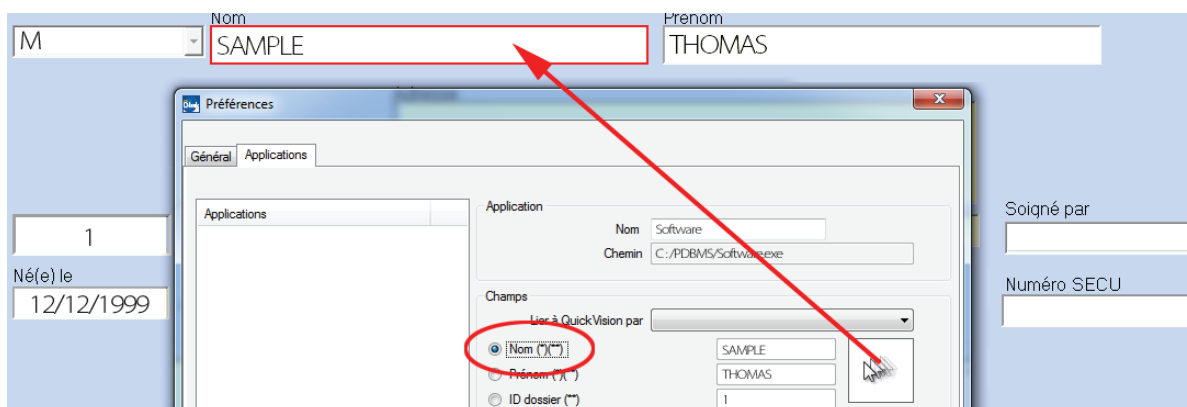 Nom Prénom
M SAMPLE THOMAS
Préférences
Général Applications
Applications
Application
Nom Software
Chemin C:/PDBMS/Software.exe
Soigné par
1
Né(e) le
12/12/1999
Numéro SECU
Champs
Lier à QuickVision par
Nom (*)(**) SAMPLE
Prénom (*)(**) THOMAS
ID dossier (**) 1